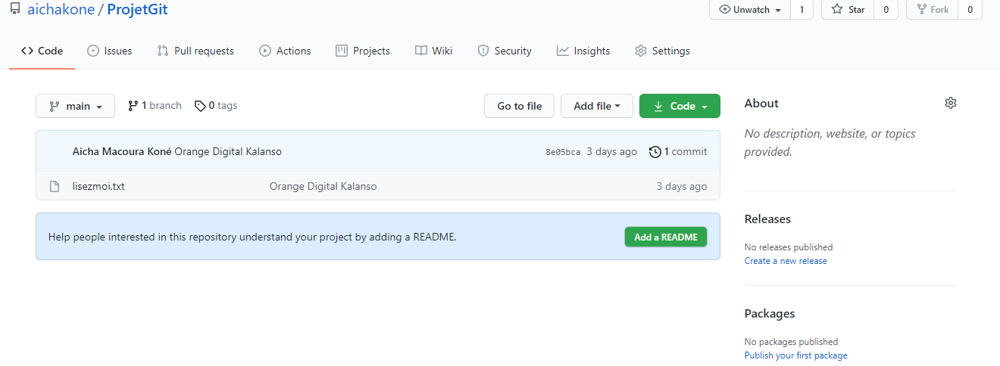 aichakone / ProjetGit
Unwatch 1 Star 0 Fork 0
Code Issues Pull requests Actions Projects Wiki Security Insights Settings
main 1 branch 0 tags Go to file Add file Code
Aicha Macoura Koné Orange Digital Kalanso 8e05bca 3 days ago 1 commit
lisezmoi.txt Orange Digital Kalanso 3 days ago
Help people interested in this repository understand your project by adding a README. Add a README
About
No description, website, or topics
provided.
Releases
No releases published
Create a new release
Packages
No packages published
Publish your first package